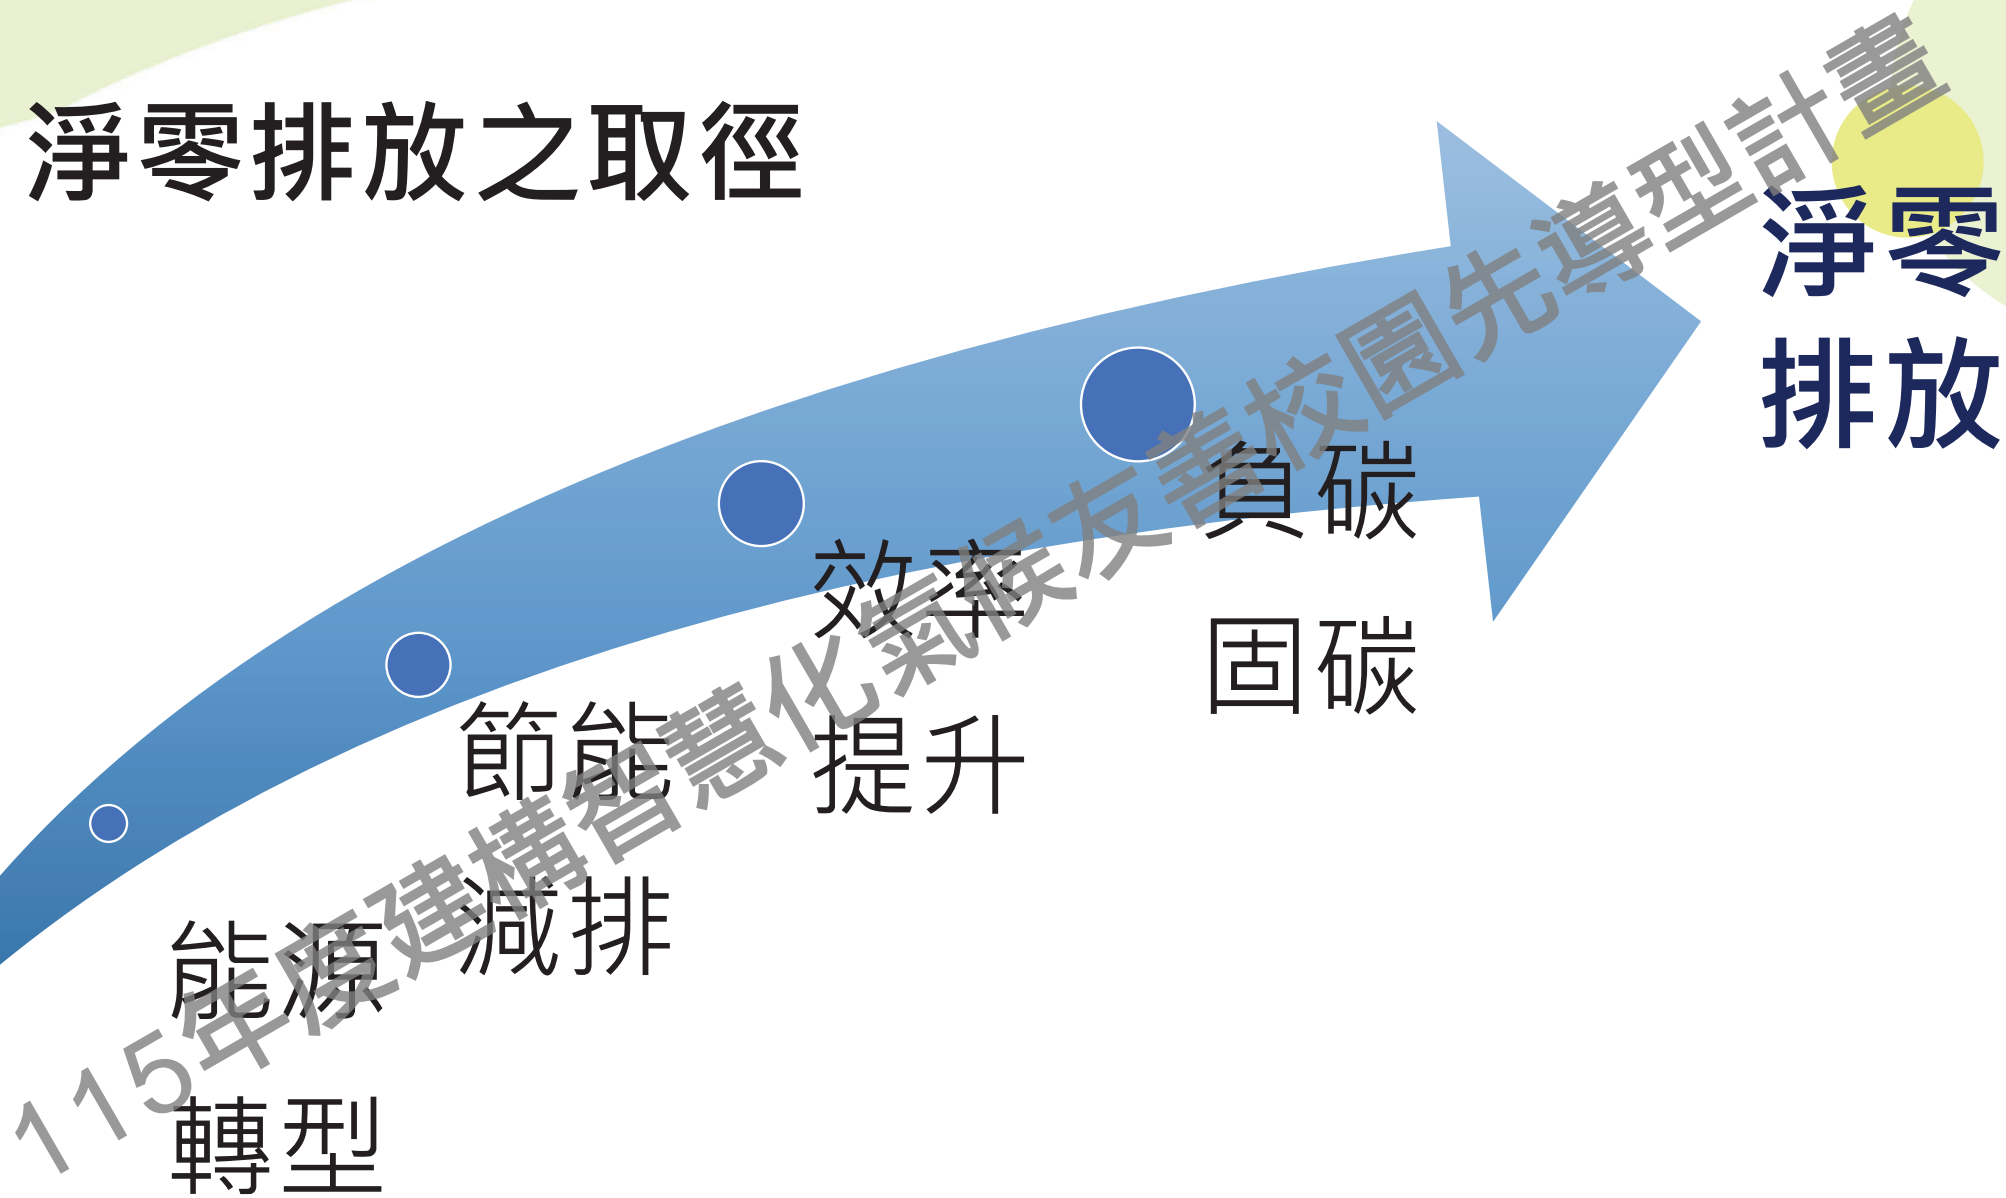 淨零排放之取徑
淨零
排放
負碳
固碳
效率
提升
節能
減排
能源
轉型
115年度建構智慧化氣候友善校園先導型計畫